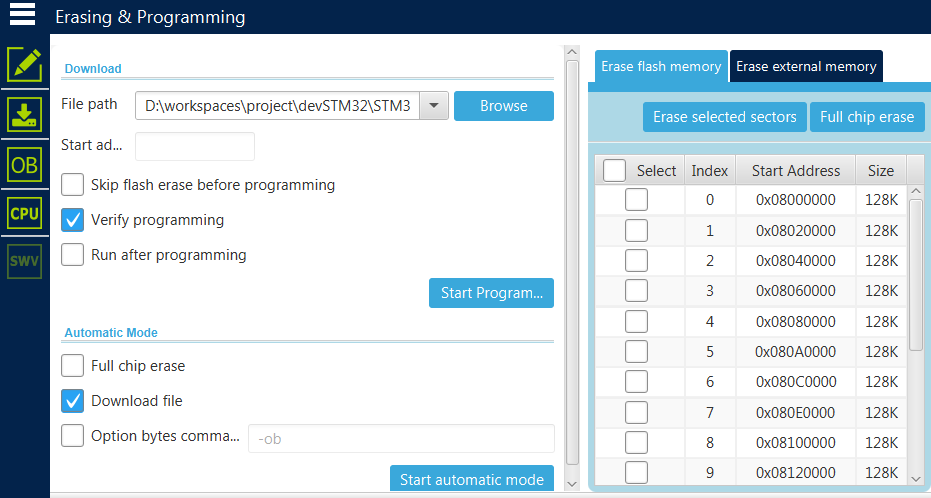 Erasing & Programming
OB
CPU
SWV
Download
File path
D:\workspaces\project\devSTM32\STM3
Browse
Start ad...
Skip flash erase before programming
Verify programming
Run after programming
Start Program...
Automatic Mode
Full chip erase
Download file
Option bytes comma...
-ob
Start automatic mode
Erase flash memory
Erase external memory
Erase selected sectors
Full chip erase
Select Index Start Address Size
0 0x08000000 128K
1 0x08020000 128K
2 0x08040000 128K
3 0x08060000 128K
4 0x08080000 128K
5 0x080A0000 128K
6 0x080C0000 128K
7 0x080E0000 128K
8 0x08100000 128K
9 0x08120000 128K